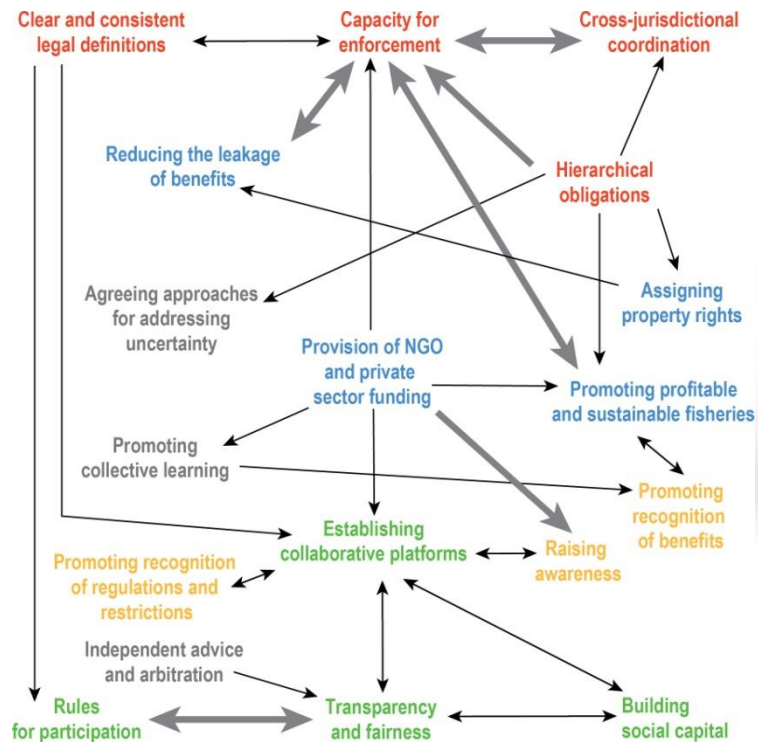 Clear and consistent
legal definitions
Capacity for
enforcement
Cross-jurisdictional
coordination
Reducing the leakage
of benefits
Hierarchical
obligations
Agreeing approaches
for addressing
uncertainty
Assigning
property rights
Provision of NGO
and private
sector funding
Promoting profitable
and sustainable fisheries
Promoting
collective learning
Promoting
recognition
of benefits
Establishing
collaborative platforms
Raising
awareness
Promoting recognition
of regulations and
restrictions
Independent advice
and arbitration
Rules
for participation
Transparency
and fairness
Building
social capital